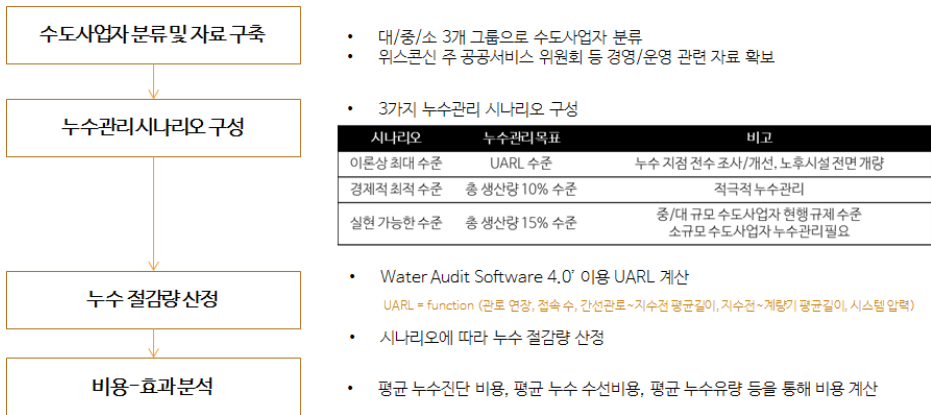 수도사업자 분류 및 자료 구축
• 대/중/소 3개 그룹으로 수도사업자 분류
• 위스콘신 주 공공서비스 위원회 등 경영/운영 관련 자료 확보
누수관리 시나리오 구성
• 3가지 누수관리 시나리오 구성
시나리오 누수관리 목표 비고
이론상 최대 수준 UARL 수준 누수 지점 전수 조사/개선, 노후시설 전면 개량
경제적 최적 수준 총 생산량 10% 수준 적극적 누수관리
실현 가능한 수준 총 생산량 15% 수준 중/대 규모 수도사업자 현행규제 수준
소규모 수도사업자 누수관리 필요
누수 절감량 산정
• Water Audit Software 4.0’ 이용 UARL 계산
UARL = function (관로 연장, 접속 수, 간선관로~지수전 평균길이, 지수전~계량기 평균길이, 시스템 압력)
• 시나리오에 따라 누수 절감량 산정
비용-효과 분석
• 평균 누수진단 비용, 평균 누수 수선비용, 평균 누수유량 등을 통해 비용 계산